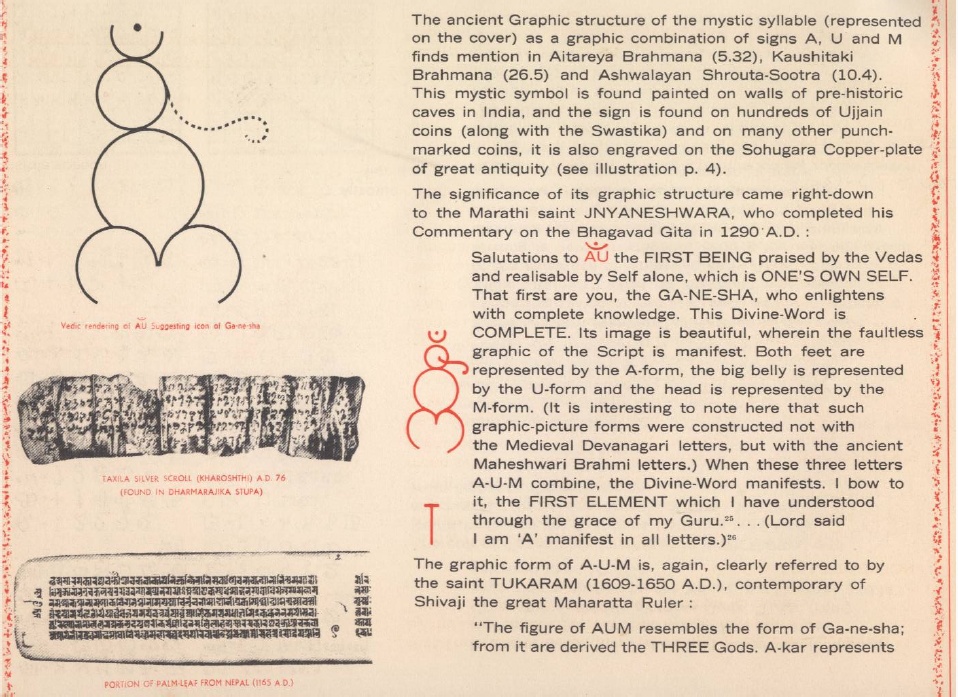 The ancient Graphic structure of the mystic syllable (represented
on the cover) as a graphic combination of signs A, U and M
finds mention in Aitareya Brahmana (5.32), Kaushitaki
Brahmana (26.5) and Ashwalayan Shrouta-Sootra (10.4).
This mystic symbol is found painted on walls of pre-historic
caves in India, and the sign is found on hundreds of Ujjain
coins (along with the Swastika) and on many other punch-
marked coins, it is also engraved on the Sohugara Copper-plate
of great antiquity (see illustration p. 4).
The significance of its graphic structure came right-down
to the Marathi saint JNYANESHWARA, who completed his
Commentary on the Bhagavad Gita in 1290 A.D. :
Salutations to AU the FIRST BEING praised by the Vedas
and realisable by Self alone, which is ONE'S OWN SELF.
That first are you, the GA-NE-SHA, who enlightens
with complete knowledge. This Divine-Word is
COMPLETE. Its image is beautiful, wherein the faultless
graphic of the Script is manifest. Both feet are
represented by the A-form, the big belly is represented
by the U-form and the head is represented by the
M-form. (It is interesting to note here that such
graphic-picture forms were constructed not with
the Medieval Devanagari letters, but with the ancient
Maheshwari Brahmi letters.) When these three letters
A-U-M combine, the Divine-Word manifests. I bow to
it, the FIRST ELEMENT which I have understood
through the grace of my Guru.²⁵. . . (Lord said
I am 'A' manifest in all letters.)²⁶
The graphic form of A-U-M is, again, clearly referred to by
the saint TUKARAM (1609-1650 A.D.), contemporary of
Shivaji the great Maharatta Ruler :
"The figure of AUM resembles the form of Ga-ne-sha;
from it are derived the THREE Gods. A-kar represents
Vedic rendering of AU Suggesting icon of Ga-ne-sha
TAXILA SILVER SCROLL (KHAROSHTHI) A.D. 76
(FOUND IN DHARMARAJIKA STUPA)
PORTION OF PALM-LEAF FROM NEPAL (1165 A.D.)